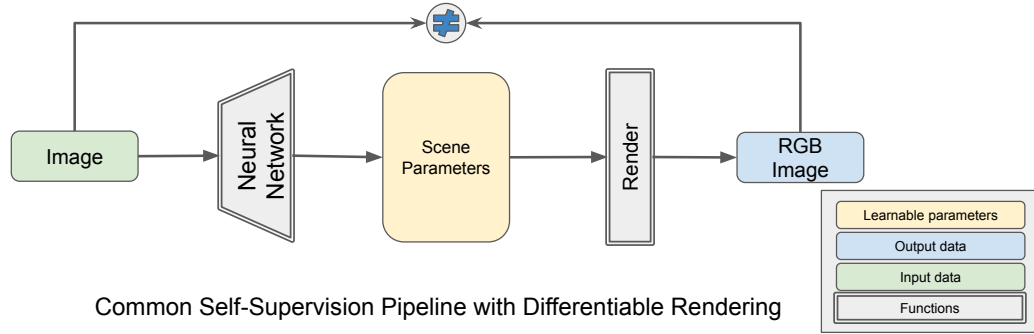 Image
Neural
Network
Scene
Parameters
Render
RGB
Image
Learnable parameters
Output data
Input data
Functions
Common Self-Supervision Pipeline with Differentiable Rendering